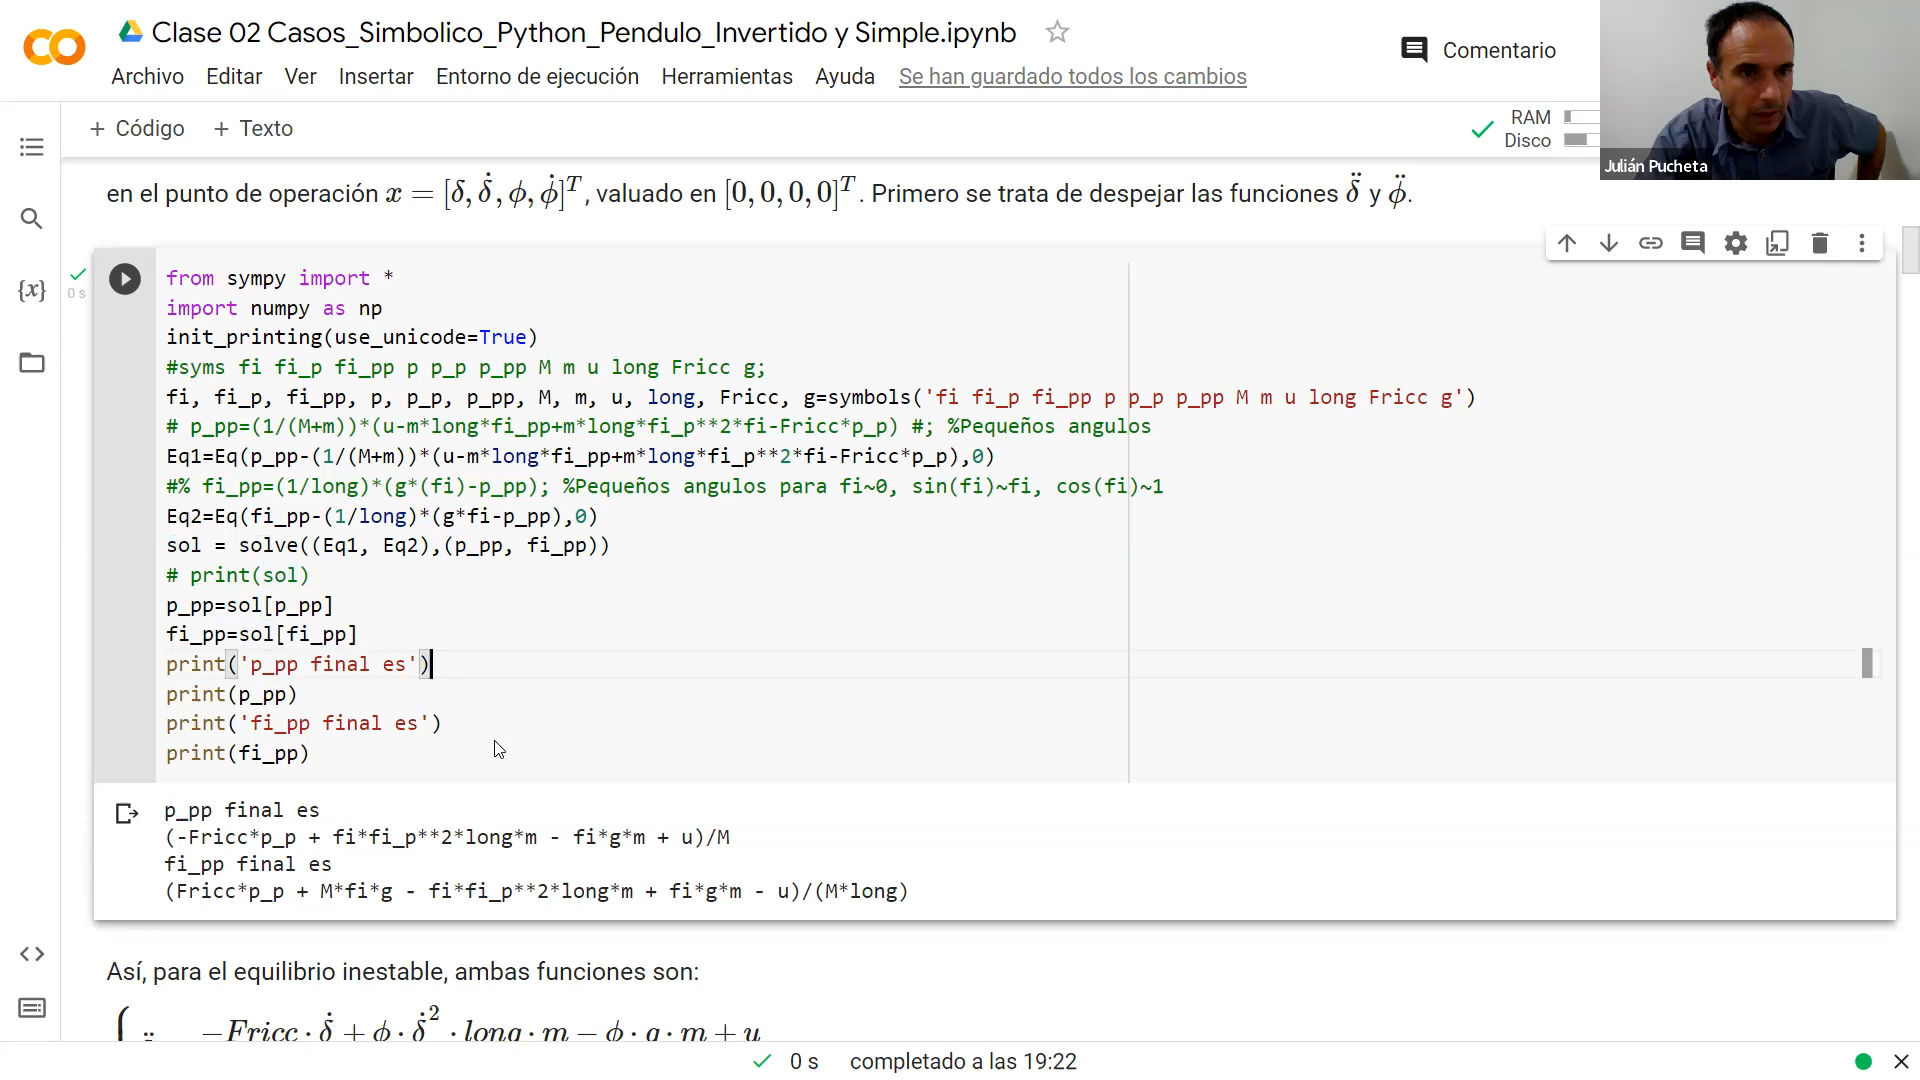 Clase 02 Casos_Simbolico_Python_Pendulo_Invertido y Simple.ipynb
Comentario
Archivo Editar Ver Insertar Entorno de ejecución Herramientas Ayuda Se han guardado todos los cambios
+ Código + Texto
RAM
Disco
Julián Pucheta
en el punto de operación x = [δ, δ̇, ϕ, ϕ̇]ᵀ, valuado en [0, 0, 0, 0]ᵀ. Primero se trata de despejar las funciones δ̈ y ϕ̈.
{x}
0 s
from sympy import *
import numpy as np
init_printing(use_unicode=True)
#syms fi fi_p fi_pp p p_p p_pp M m u long Fricc g;
fi, fi_p, fi_pp, p, p_p, p_pp, M, m, u, long, Fricc, g=symbols('fi fi_p fi_pp p p_p p_pp M m u long Fricc g')
# p_pp=(1/(M+m))*(u-m*long*fi_pp+m*long*fi_p**2*fi-Fricc*p_p) #; %Pequeños angulos
Eq1=Eq(p_pp-(1/(M+m))*(u-m*long*fi_pp+m*long*fi_p**2*fi-Fricc*p_p),0)
#% fi_pp=(1/long)*(g*(fi)-p_pp); %Pequeños angulos para fi~0, sin(fi)~fi, cos(fi)~1
Eq2=Eq(fi_pp-(1/long)*(g*fi-p_pp),0)
sol = solve((Eq1, Eq2),(p_pp, fi_pp))
# print(sol)
p_pp=sol[p_pp]
fi_pp=sol[fi_pp]
print('p_pp final es')
print(p_pp)
print('fi_pp final es')
print(fi_pp)
p_pp final es
(-Fricc*p_p + fi*fi_p**2*long*m - fi*g*m + u)/M
fi_pp final es
(Fricc*p_p + M*fi*g - fi*fi_p**2*long*m + fi*g*m - u)/(M*long)
Así, para el equilibrio inestable, ambas funciones son:
−Fricc · δ̇ + ϕ · δ̇² · long · m − ϕ · g · m + u
0 s completado a las 19:22